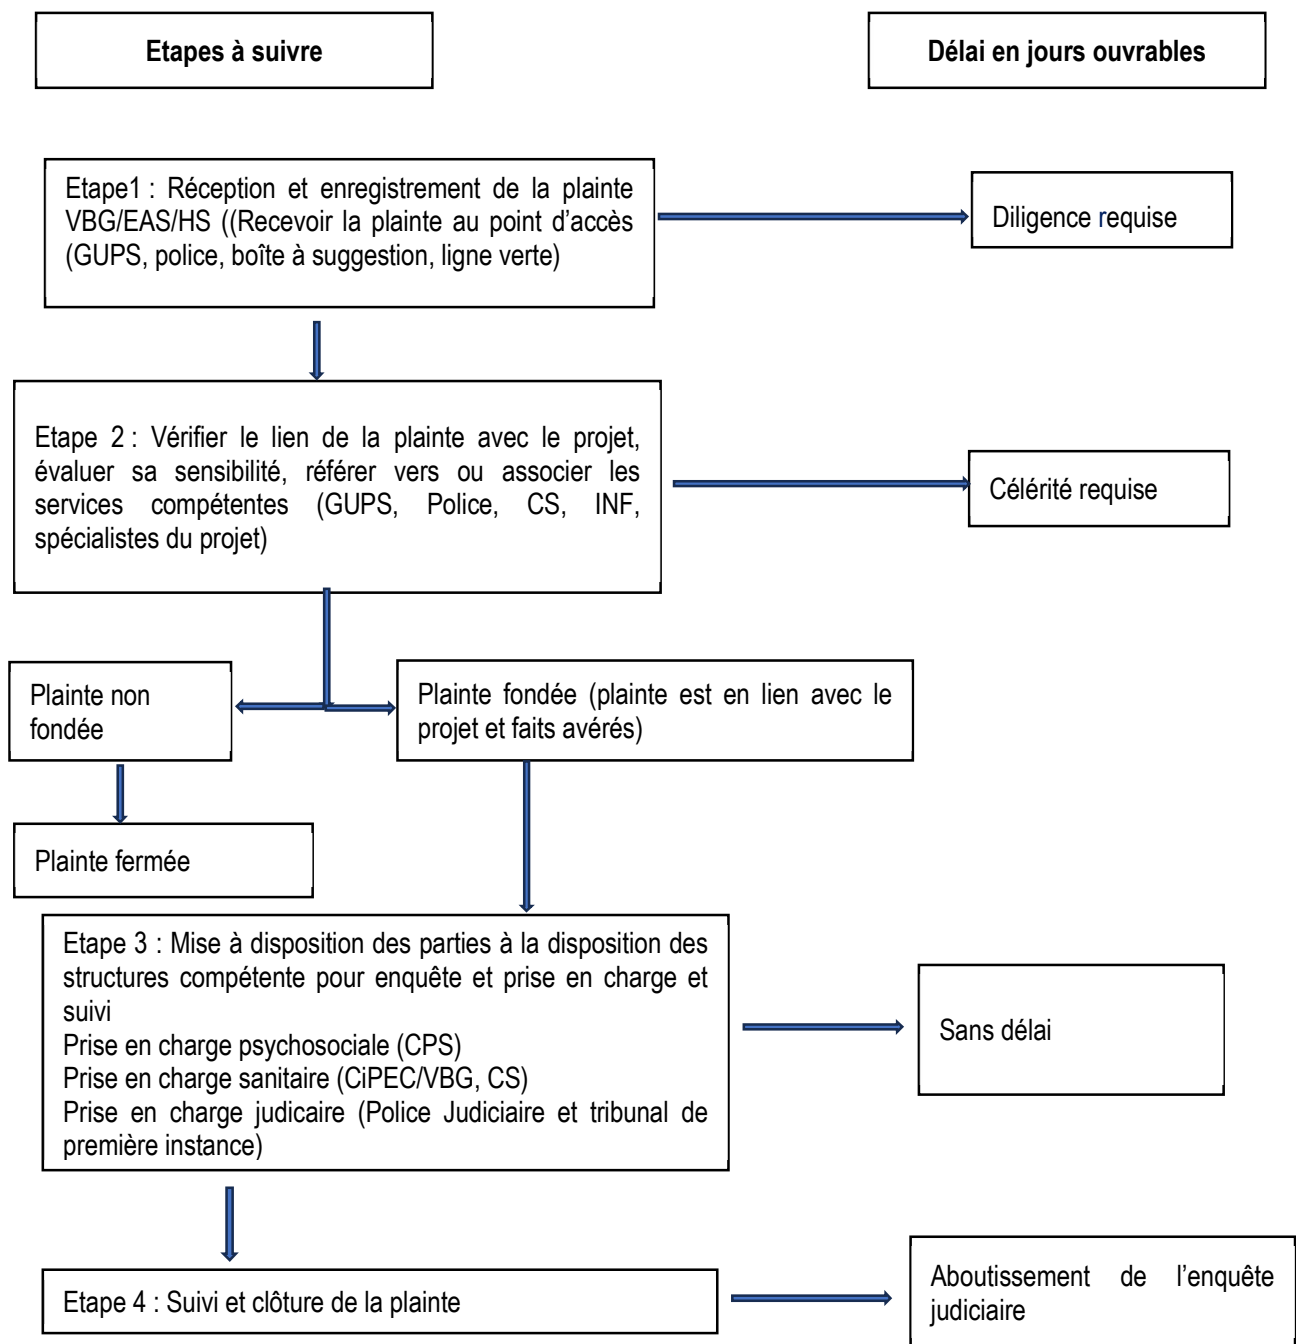 Etapes à suivre
Délai en jours ouvrables
Etape1 : Réception et enregistrement de la plainte
VBG/EAS/HS ((Recevoir la plainte au point d’accès
(GUPS, police, boîte à suggestion, ligne verte)
Diligence requise
Etape 2 : Vérifier le lien de la plainte avec le projet,
évaluer sa sensibilité, référer vers ou associer les
services compétentes (GUPS, Police, CS, INF,
spécialistes du projet)
Célérité requise
Plainte non
fondée
Plainte fondée (plainte est en lien avec le
projet et faits avérés)
Plainte fermée
Etape 3 : Mise à disposition des parties à la disposition des
structures compétente pour enquête et prise en charge et
suivi
Prise en charge psychosociale (CPS)
Prise en charge sanitaire (CiPEC/VBG, CS)
Prise en charge judicaire (Police Judiciaire et tribunal de
première instance)
Sans délai
Etape 4 : Suivi et clôture de la plainte
Aboutissement de l’enquête
judiciaire